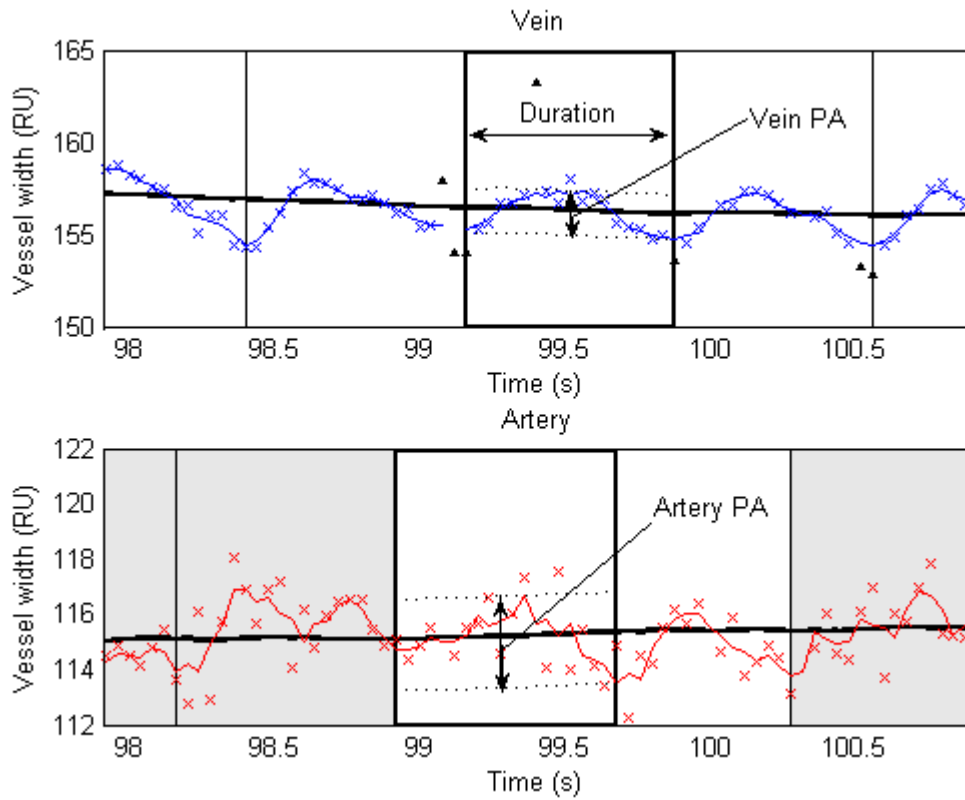 Vein
165
160
155
150
Vessel width (RU)
Duration
Vein PA
98
98.5
99
99.5
100
100.5
Time (s)
Artery
122
120
118
116
114
112
Vessel width (RU)
Artery PA
98
98.5
99
99.5
100
100.5
Time (s)